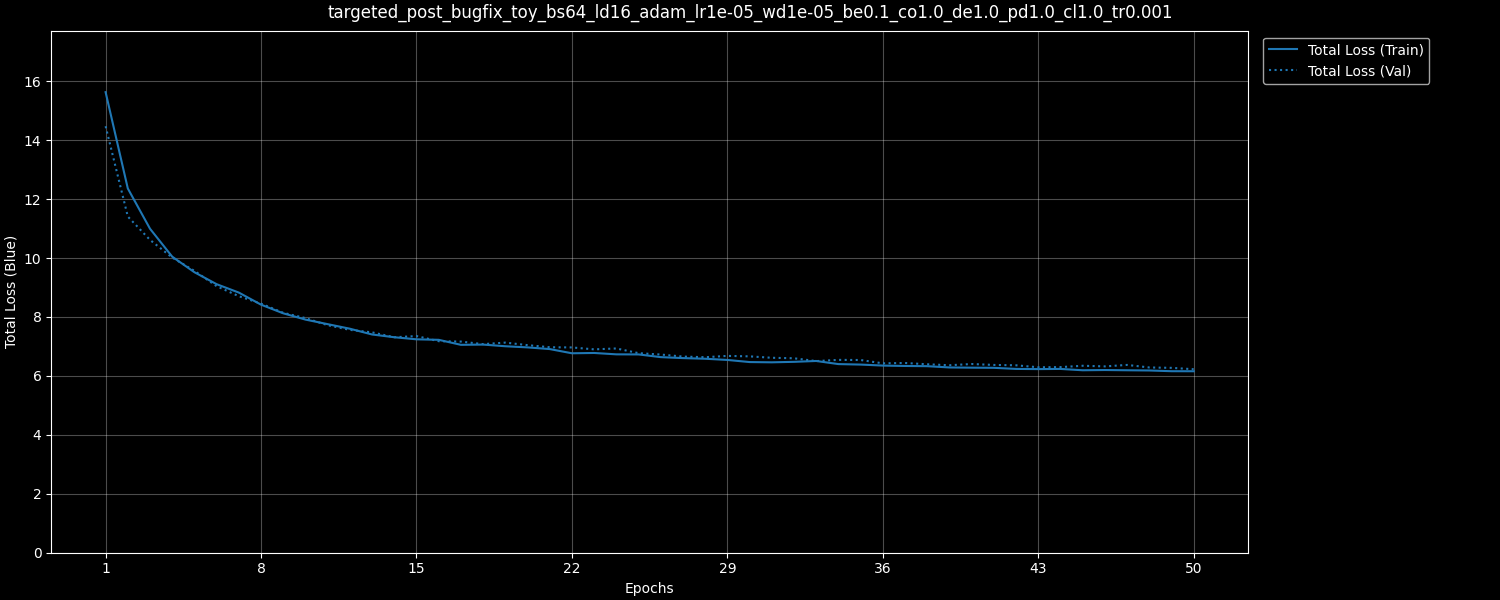 targeted_post_bugfix_toy_bs64_ld16_adam_lr1e-05_wd1e-05_be0.1_co1.0_de1.0_pd1.0_cl1.0_tr0.001
Total Loss (Train)
Total Loss (Val)
Total Loss (Blue)
16
14
12
10
8
6
4
2
0
1 8 15 22 29 36 43 50
Epochs